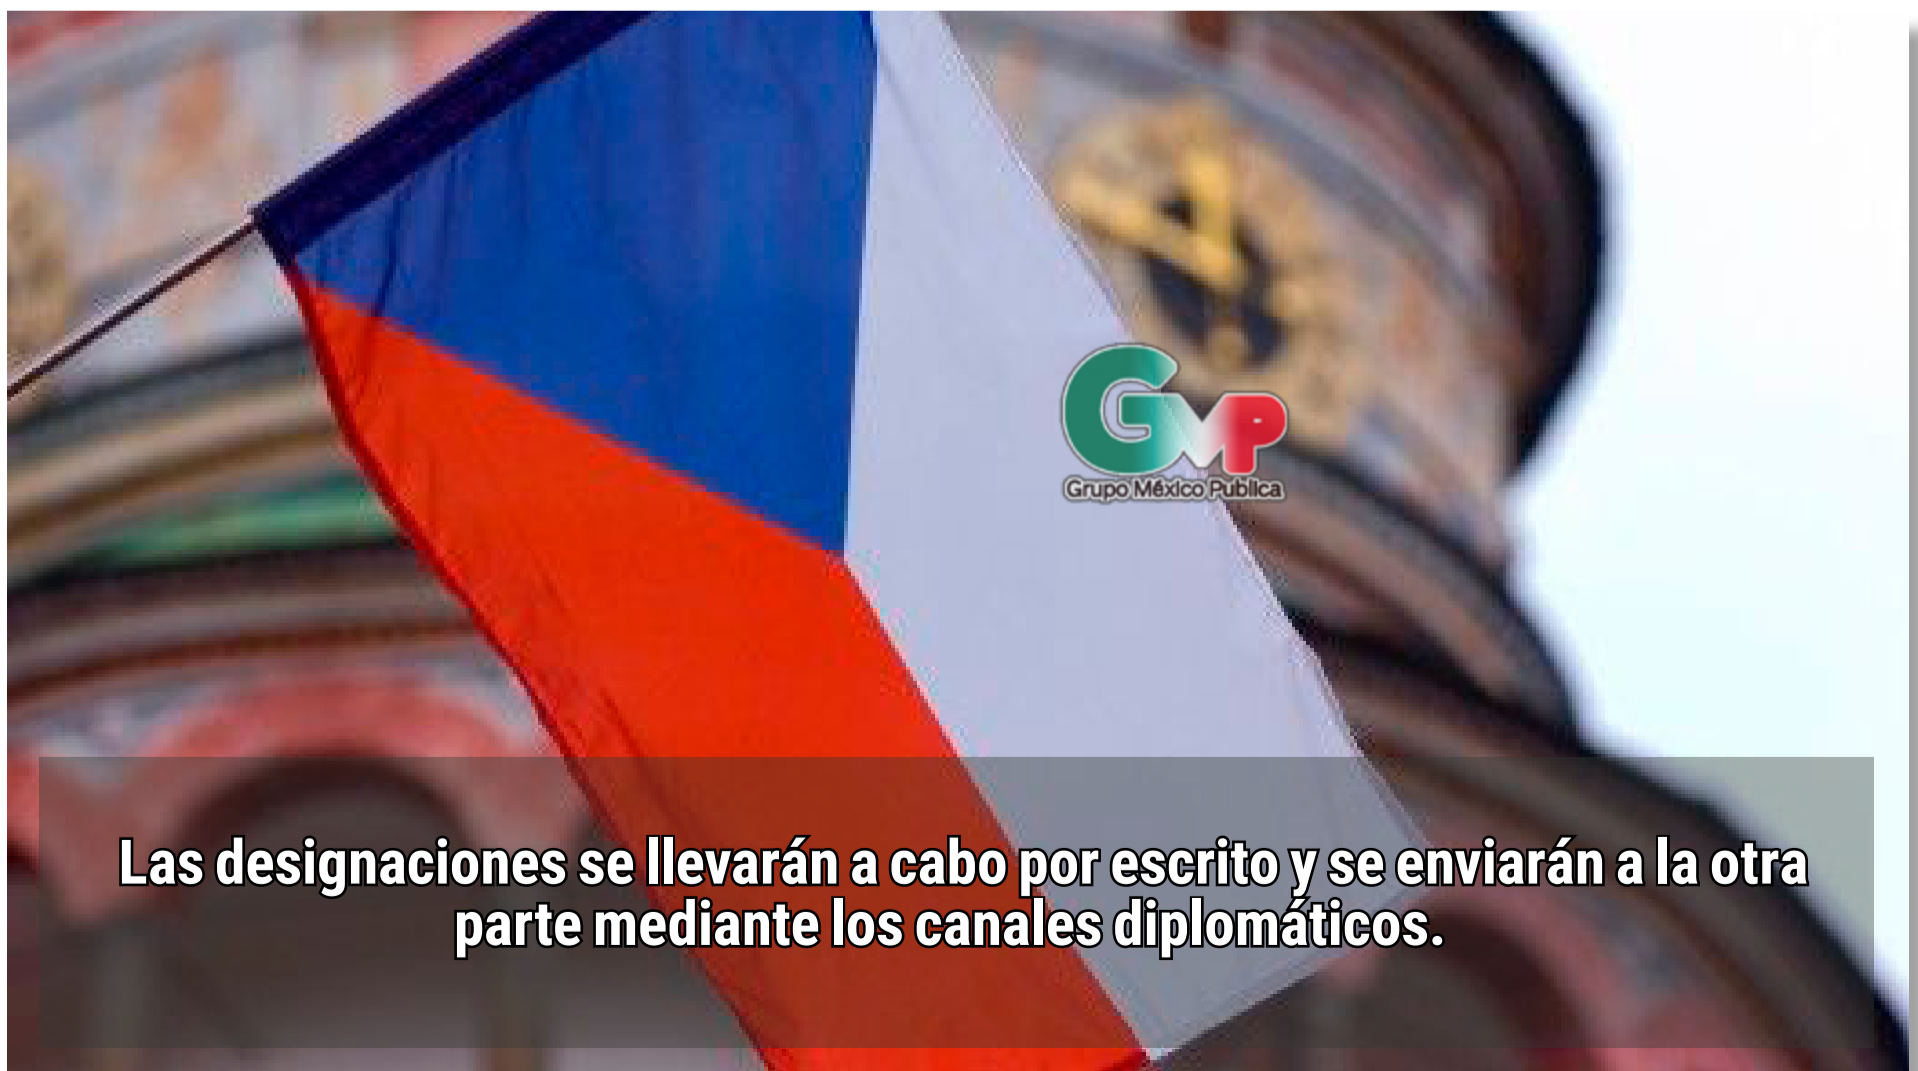 GMP
Grupo México Publica
Las designaciones se llevarán a cabo por escrito y se enviarán a la otra
parte mediante los canales diplomáticos.